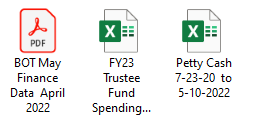 PDF
BOT May
Finance
Data April
2022
X
FY23
Trustee
Fund
Spending...
X
Petty Cash
7-23-20 to
5-10-2022